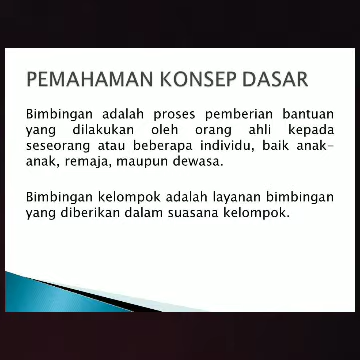 PEMAHAMAN KONSEP DASAR
Bimbingan adalah proses pemberian bantuan
yang dilakukan oleh orang ahli kepada
seseorang atau beberapa individu, baik anak-
anak, remaja, maupun dewasa.
Bimbingan kelompok adalah layanan bimbingan
yang diberikan dalam suasana kelompok.